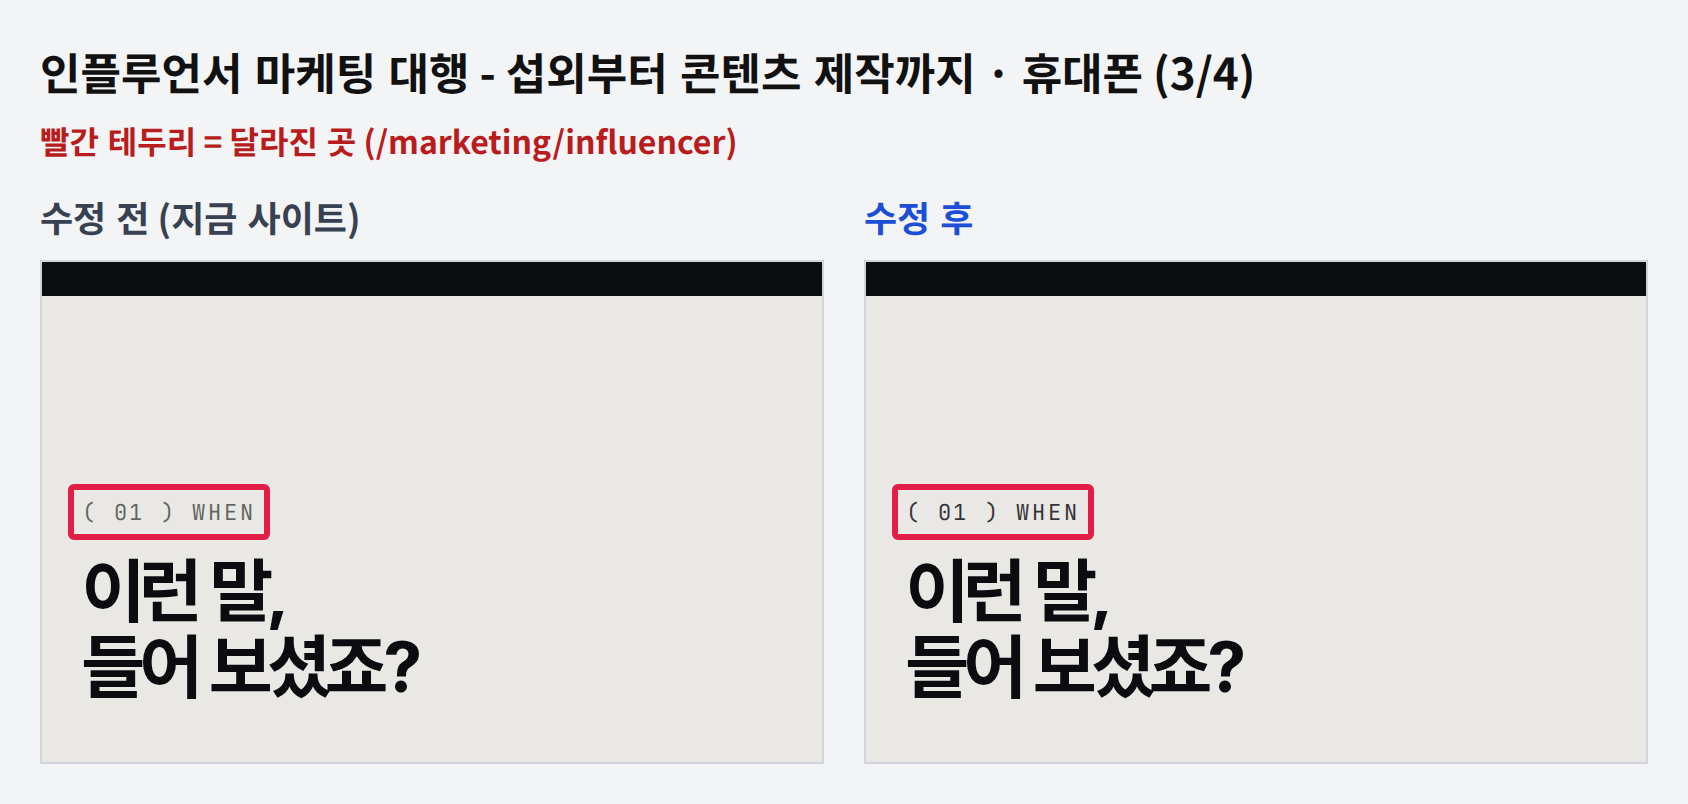 인플루언서 마케팅 대행 - 섭외부터 콘텐츠 제작까지 · 휴대폰 (3/4)
빨간 테두리 = 달라진 곳 (/marketing/influencer)
수정 전 (지금 사이트)
( 01 ) WHEN
이런 말,
들어 보셨죠?
수정 후
( 01 ) WHEN
이런 말,
들어 보셨죠?